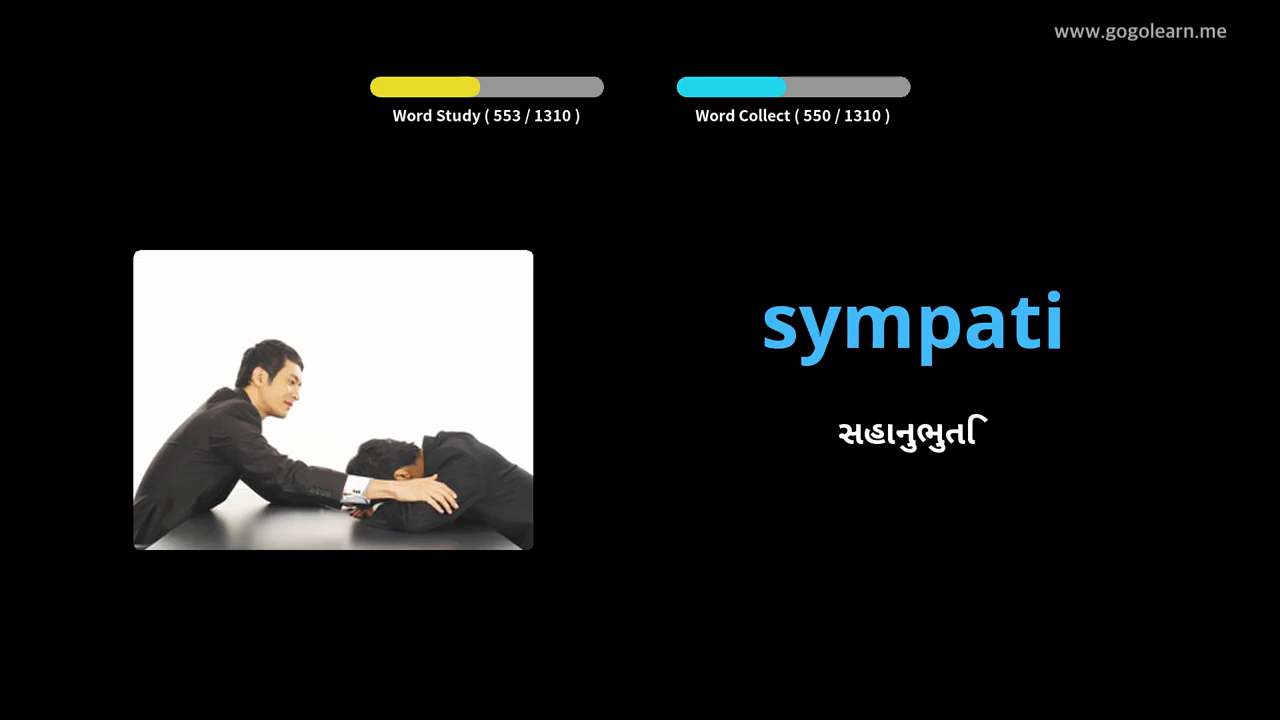 www.gogolearn.me
Word Study ( 553 / 1310 )
Word Collect ( 550 / 1310 )
sympati
સહાનુભુતિ